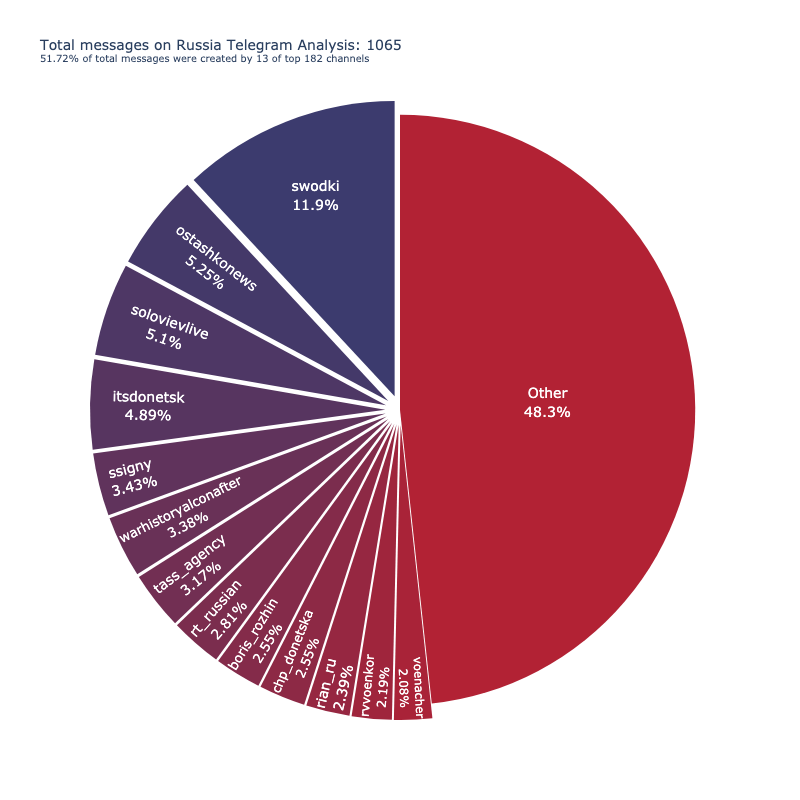 Total messages on Russia Telegram Analysis: 1065
51.72% of total messages were created by 13 of top 182 channels
swodki
11.9%
ostashkonews
5.25%
solovievlive
5.1%
itsdonetsk
4.89%
ssigny
3.43%
warhistoryalconafter
3.38%
tass_agency
3.17%
rt_russian
2.81%
boris_rozhin
2.55%
chp_donetska
2.55%
rian_ru
2.39%
rvvoenkor
2.19%
voenacher
2.08%
Other
48.3%